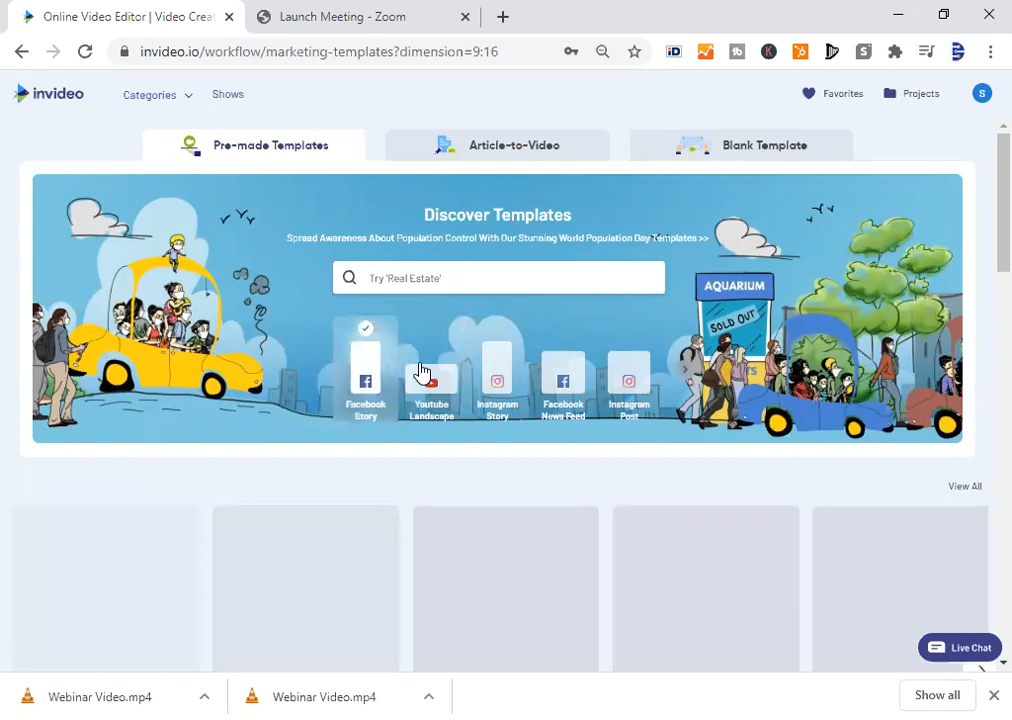 Online Video Editor | Video Creat
Launch Meeting - Zoom
invideo.io/workflow/marketing-templates?dimension=9:16
iD
tb
K
S
invideo
Categories
Shows
Favorites
Projects
S
Pre-made Templates
Article-to-Video
Blank Template
Discover Templates
Spread Awareness About Population Control With Our Stunning World Population Day Templates >>
Try 'Real Estate'
AQUARIUM
SOLD OUT
Facebook
Story
Youtube
Landscape
Instagram
Story
Facebook
News Feed
Instagram
Post
View All
Live Chat
Webinar Video.mp4
Webinar Video.mp4
Show all